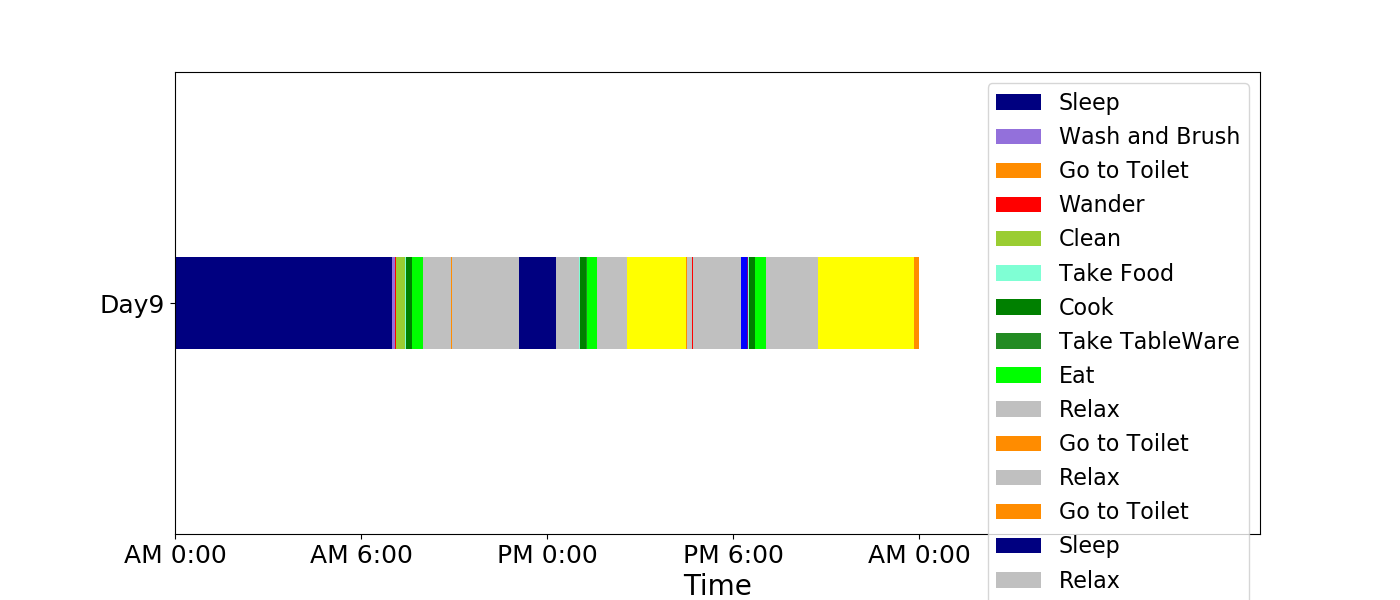 Sleep
Wash and Brush
Go to Toilet
Wander
Clean
Take Food
Cook
Take TableWare
Eat
Relax
Go to Toilet
Relax
Go to Toilet
Sleep
Relax
Day9
AM 0:00 AM 6:00 PM 0:00 PM 6:00 AM 0:00
Time